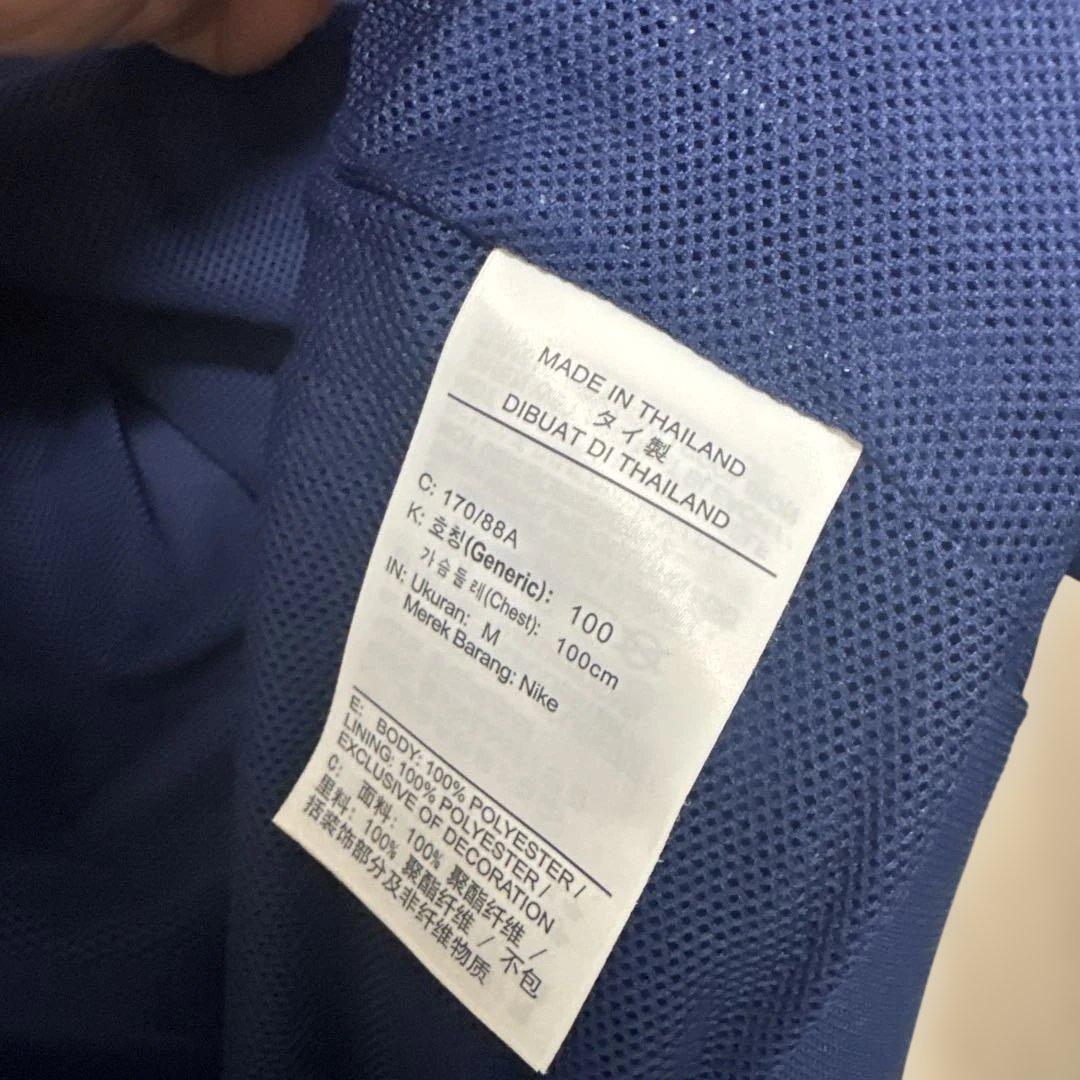 MADE IN THAILAND
タイ製
DIBUAT DI THAILAND
C: 170/88A
K: 호칭(Generic): 100
가슴둘레(Chest): 100cm
IN: Ukuran: M
Merek Barang: Nike
E: BODY: 100% POLYESTER /
LINING: 100% POLYESTER /
EXCLUSIVE OF DECORATION
C: 面料: 100% 聚酯纤维 /
里料: 100% 聚酯纤维 / 不包
括装饰部分及非纤维物质